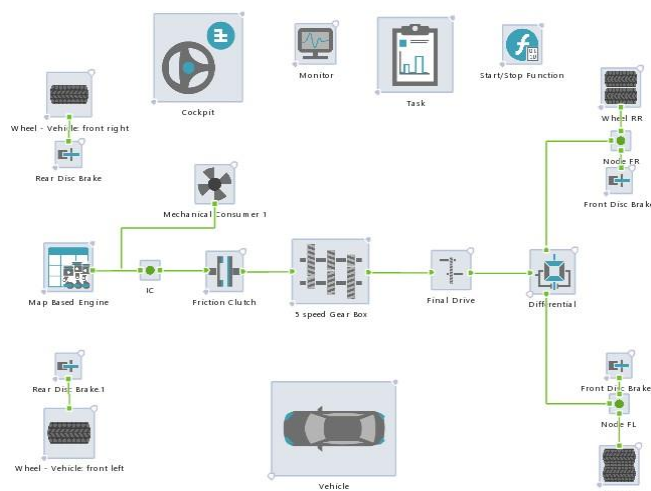 Cockpit
Monitor
Task
Start/Stop Function
Wheel - Vehicle: front right
Wheel RR
Rear Disc Brake
Node FR
Front Disc Brake
Mechanical Consumer 1
Map Based Engine
IC
Friction Clutch
5 speed Gear Box
Final Drive
Differential
Rear Disc Brake.1
Front Disc Brake
Node FL
Wheel - Vehicle: front left
Vehicle